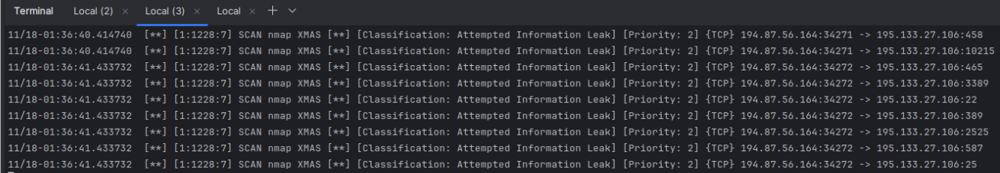 Terminal Local (2) × Local (3) × Local ×
11/18-01:36:40.414740 [**] [1:1228:7] SCAN nmap XMAS [**] [Classification: Attempted Information Leak] [Priority: 2] {TCP} 194.87.56.164:34271 -> 195.133.27.106:458
11/18-01:36:40.414740 [**] [1:1228:7] SCAN nmap XMAS [**] [Classification: Attempted Information Leak] [Priority: 2] {TCP} 194.87.56.164:34271 -> 195.133.27.106:10215
11/18-01:36:41.433732 [**] [1:1228:7] SCAN nmap XMAS [**] [Classification: Attempted Information Leak] [Priority: 2] {TCP} 194.87.56.164:34272 -> 195.133.27.106:465
11/18-01:36:41.433732 [**] [1:1228:7] SCAN nmap XMAS [**] [Classification: Attempted Information Leak] [Priority: 2] {TCP} 194.87.56.164:34272 -> 195.133.27.106:3389
11/18-01:36:41.433732 [**] [1:1228:7] SCAN nmap XMAS [**] [Classification: Attempted Information Leak] [Priority: 2] {TCP} 194.87.56.164:34272 -> 195.133.27.106:22
11/18-01:36:41.433732 [**] [1:1228:7] SCAN nmap XMAS [**] [Classification: Attempted Information Leak] [Priority: 2] {TCP} 194.87.56.164:34272 -> 195.133.27.106:389
11/18-01:36:41.433732 [**] [1:1228:7] SCAN nmap XMAS [**] [Classification: Attempted Information Leak] [Priority: 2] {TCP} 194.87.56.164:34272 -> 195.133.27.106:2525
11/18-01:36:41.433732 [**] [1:1228:7] SCAN nmap XMAS [**] [Classification: Attempted Information Leak] [Priority: 2] {TCP} 194.87.56.164:34272 -> 195.133.27.106:587
11/18-01:36:41.433732 [**] [1:1228:7] SCAN nmap XMAS [**] [Classification: Attempted Information Leak] [Priority: 2] {TCP} 194.87.56.164:34272 -> 195.133.27.106:25